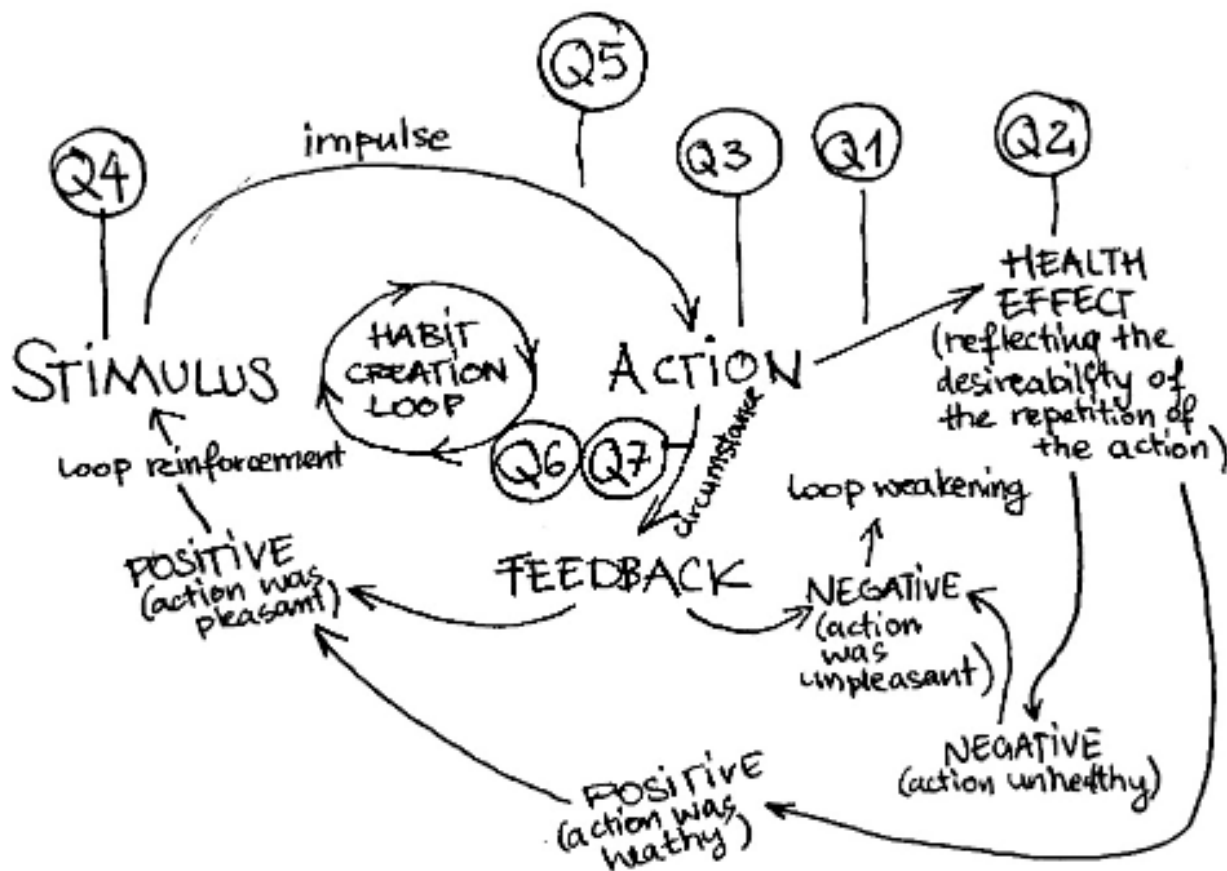 Q5
Q4
impulse
Q3
Q1
Q2
HEALTH
EFFECT
(reflecting the
desireability of
the repetition of
the action)
STIMULUS
HABIT
CREATION
LOOP
ACTION
circumstance
Q6
Q7
loop reinforcement
loop weakening
POSITIVE
(action was
pleasant)
FEEDBACK
NEGATIVE
(action
was
unpleasant)
NEGATIVE
(action unhealthy)
POSITIVE
(action was
heathy)